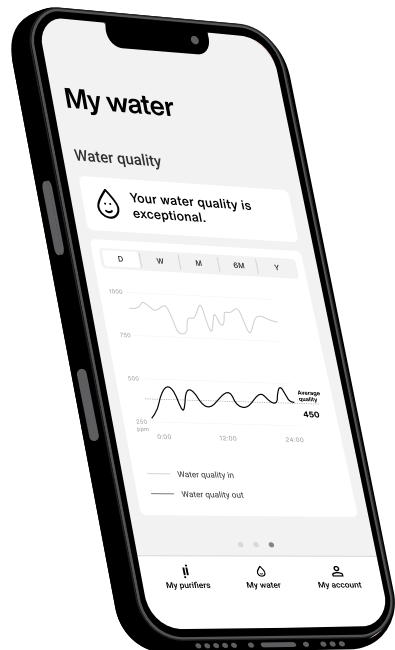 My water
Water quality
Your water quality is
exceptional.
D W M 6M Y
1000
750
500
Average
quality
450
250
ppm
0:00 12:00 24:00
Water quality in
Water quality out
My purifiers My water My account